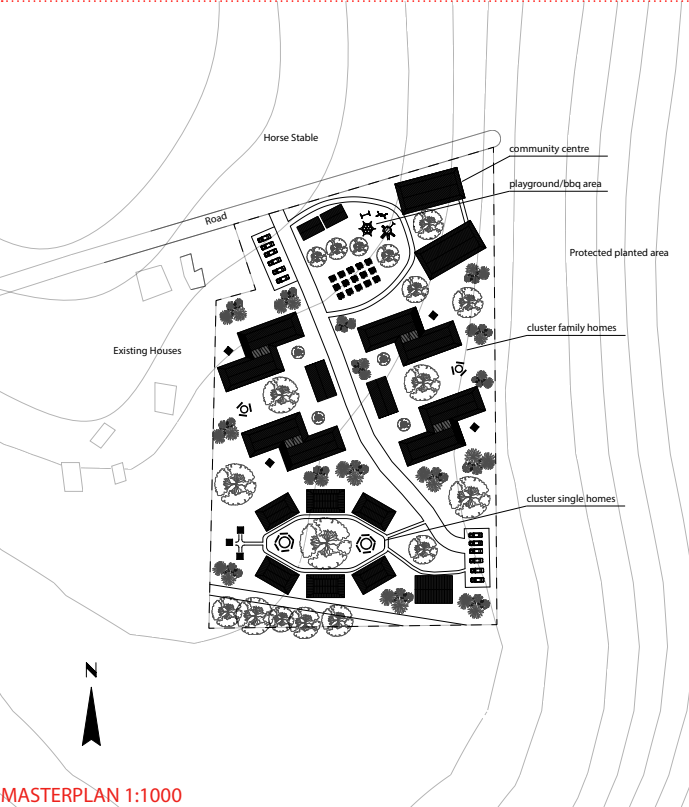 Horse Stable
community centre
playground/bbq area
Road
Protected planted area
cluster family homes
Existing Houses
cluster single homes
N
MASTERPLAN 1:1000